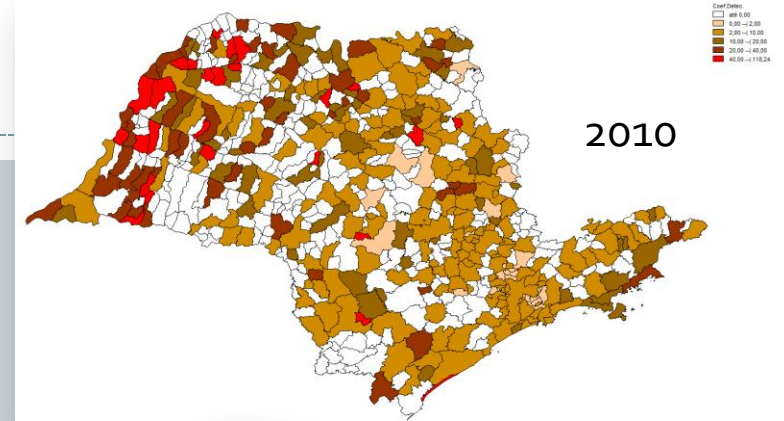 Coef.Detec.
até 0,00
0,00 --| 2,00
2,00 --| 10,00
10,00 --| 20,00
20,00 --| 40,00
40,00 --| 118,24
2010